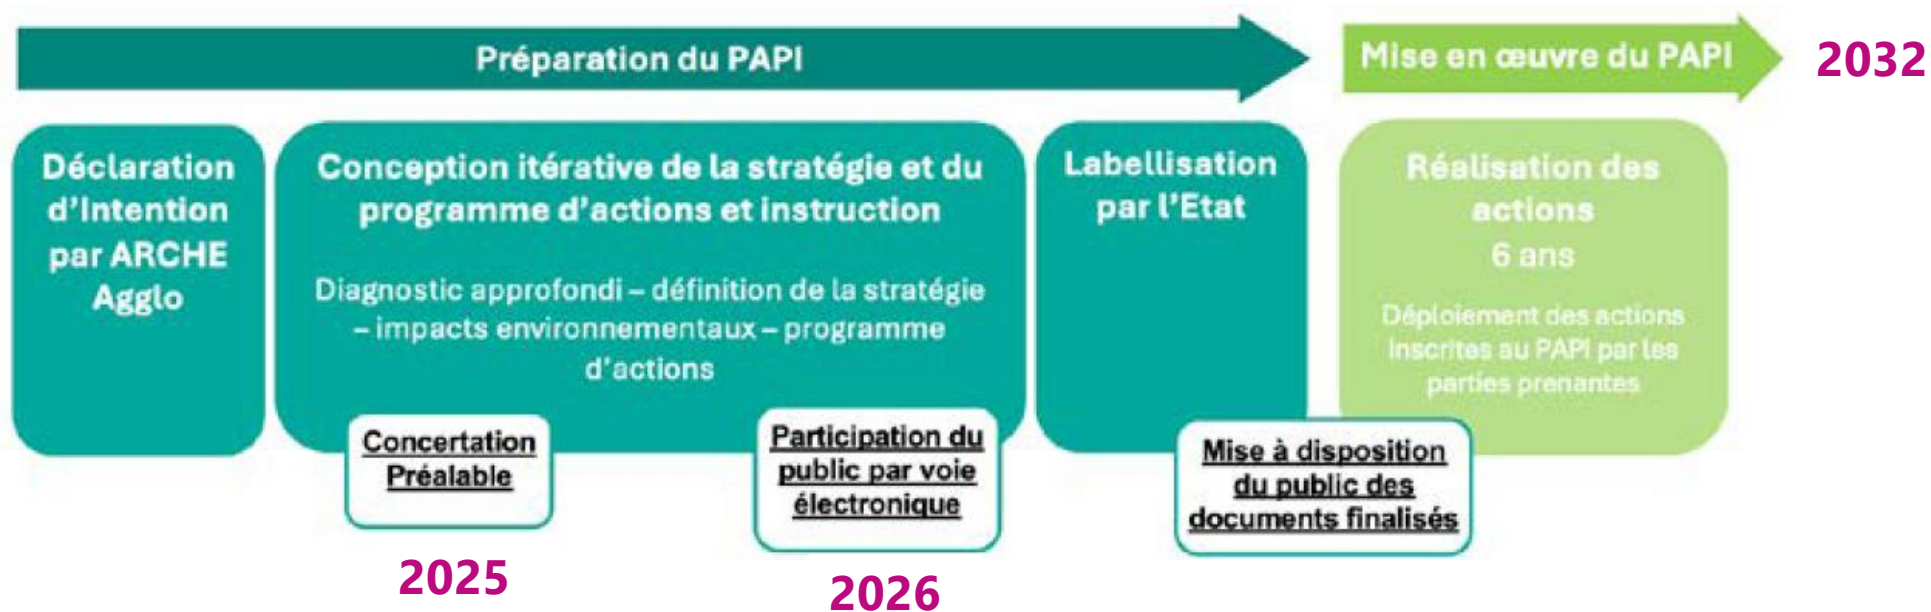 Préparation du PAPI
Mise en œuvre du PAPI
2032
Déclaration
d'Intention
par ARCHE
Agglo
Conception itérative de la stratégie et du
programme d'actions et instruction
Diagnostic approfondi – définition de la stratégie
– impacts environnementaux – programme
d'actions
Labellisation
par l'Etat
Réalisation des
actions
6 ans
Déploiement des actions
inscrites au PAPI par les
parties prenantes
Concertation
Préalable
Participation du
public par voie
électronique
Mise à disposition
du public des
documents finalisés
2025
2026